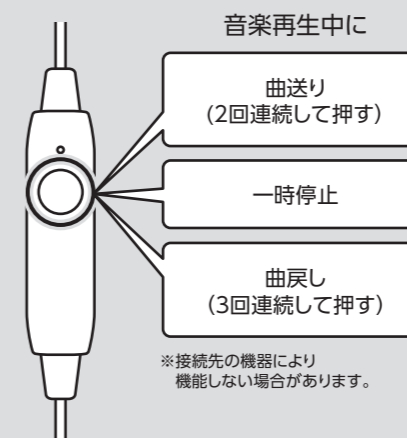 音楽再生中に
曲送り
(2回連続して押す)
一時停止
曲戻し
(3回連続して押す)
※接続先の機器により
機能しない場合があります。